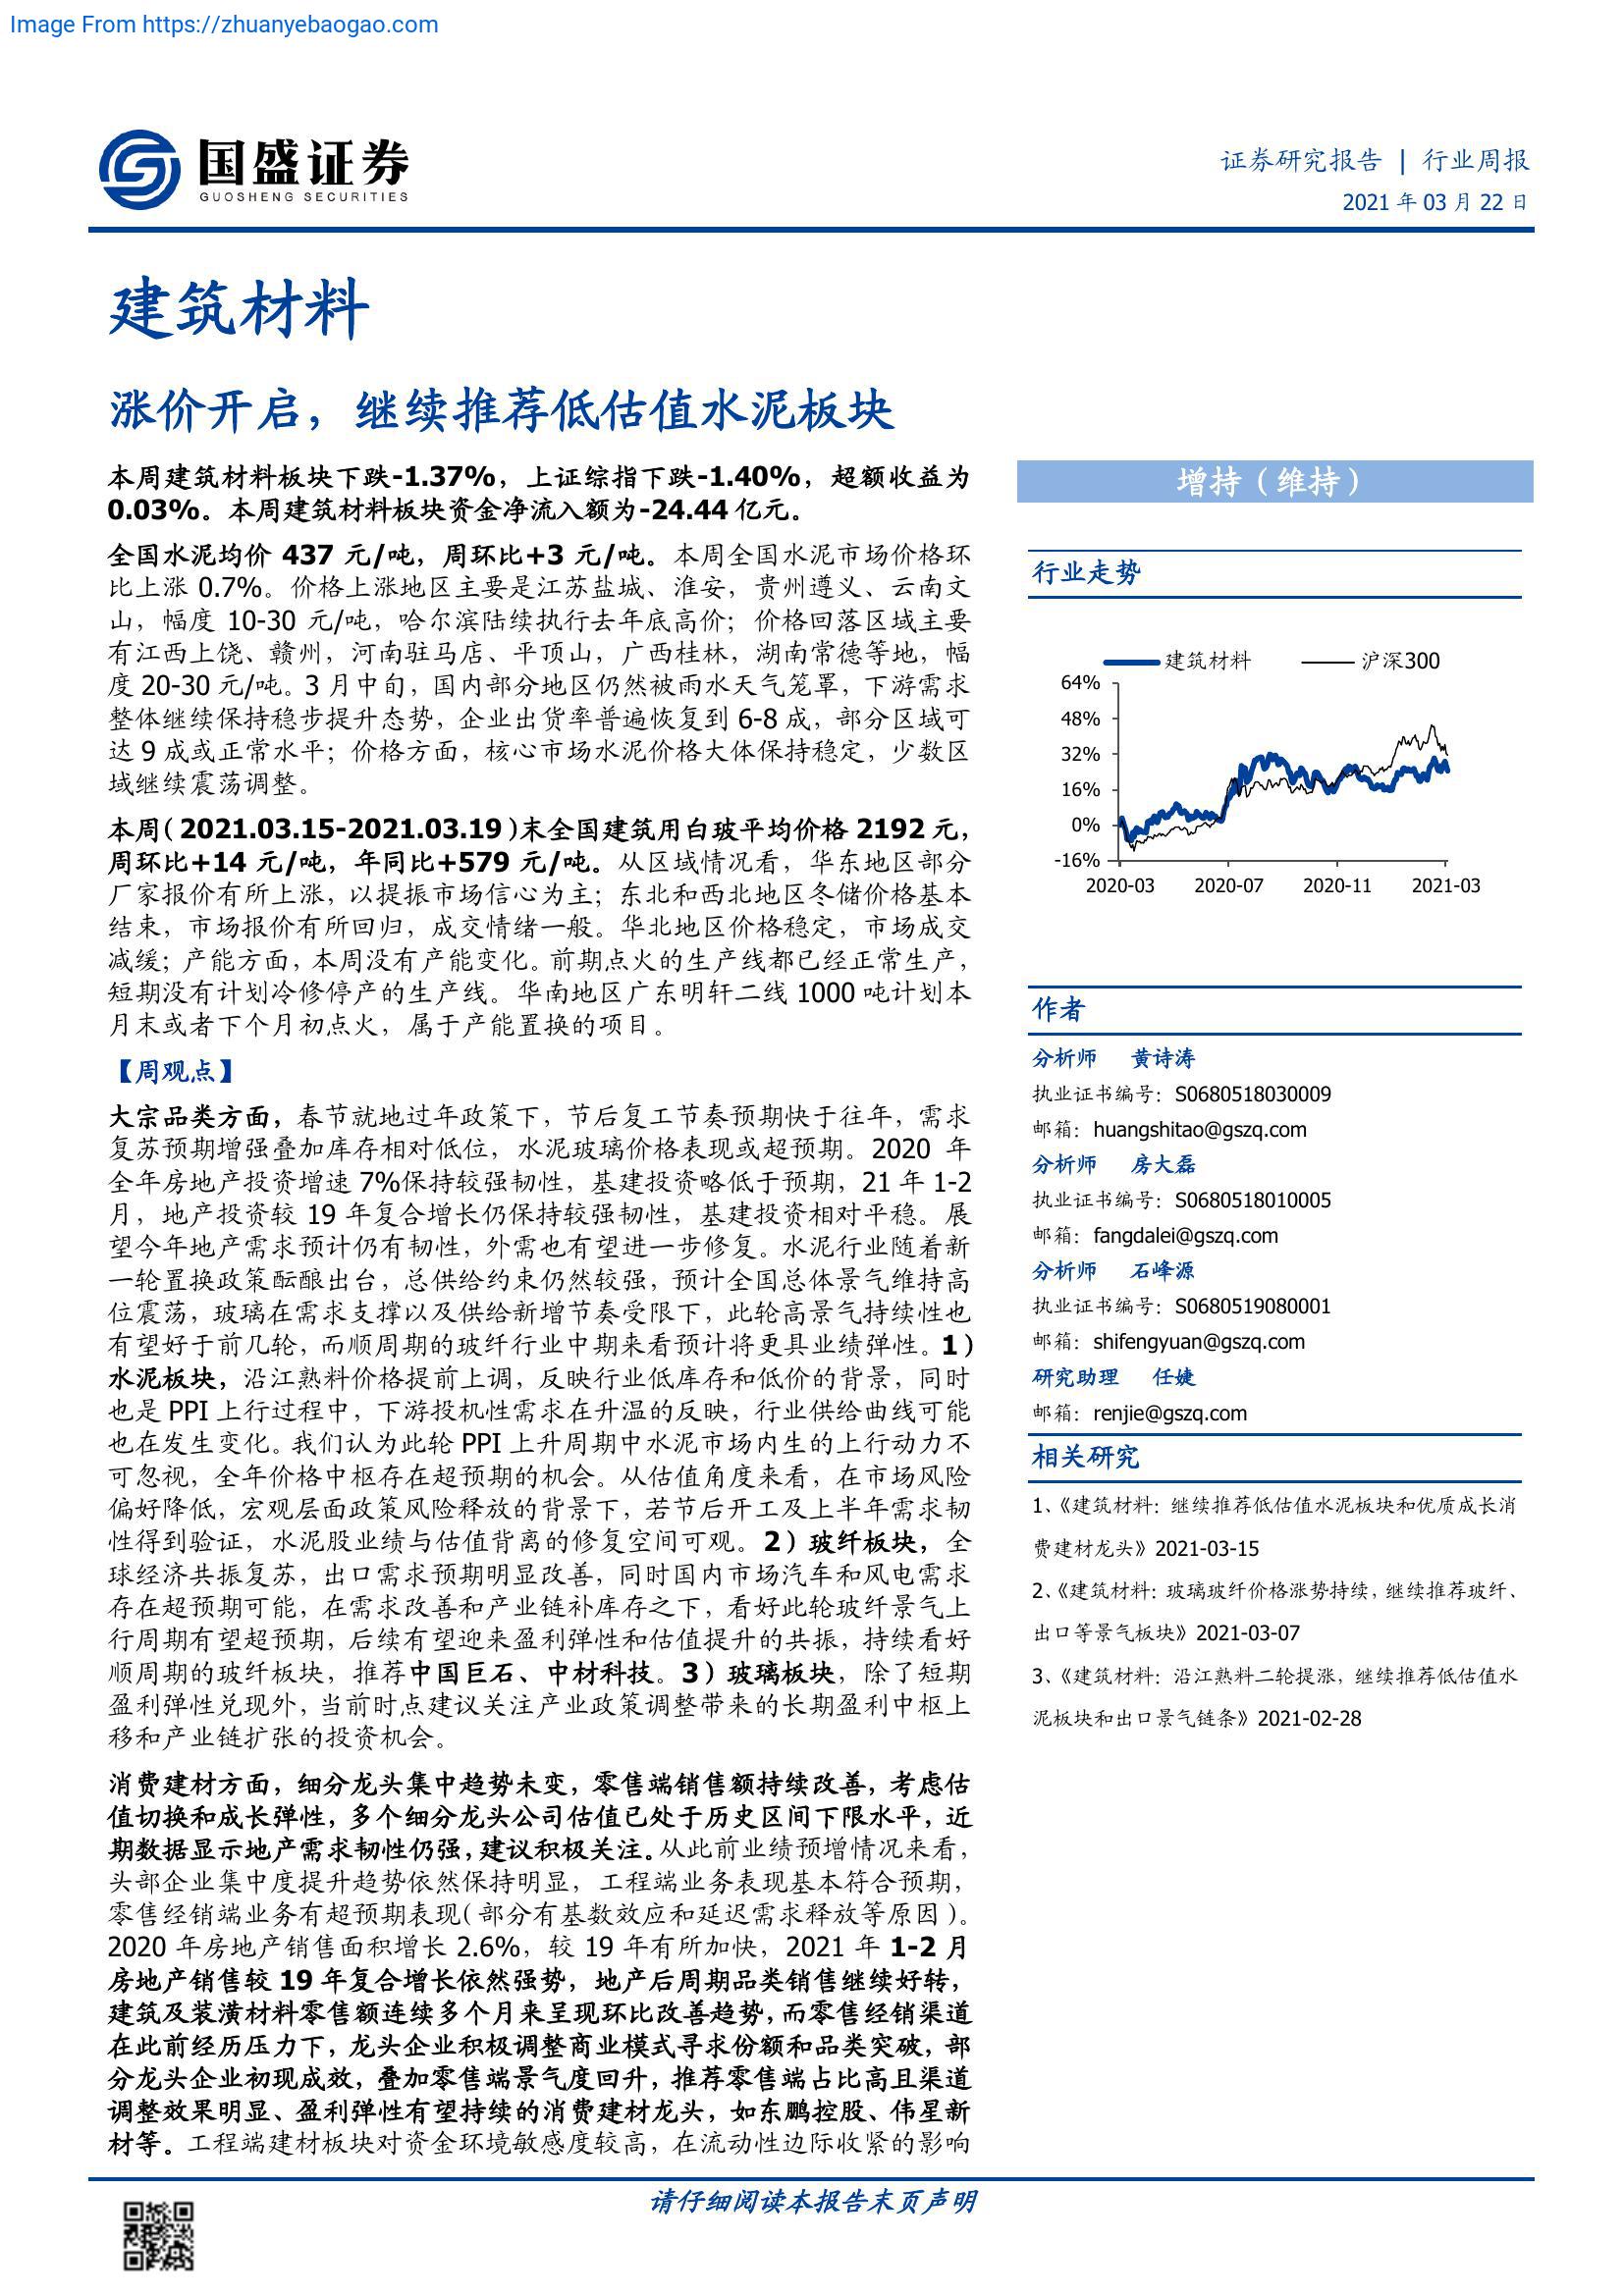 Image From https://zhuanyebaogao.com
国盛证券
GUOSHENG SECURITIES
证券研究报告 | 行业周报
2021 年 03 月 22 日
建筑材料
涨价开启，继续推荐低估值水泥板块
本周建筑材料板块下跌-1.37%，上证综指下跌-1.40%，超额收益为
0.03%。本周建筑材料板块资金净流入额为-24.44 亿元。
全国水泥均价 437 元/吨，周环比+3 元/吨。本周全国水泥市场价格环
比上涨 0.7%。价格上涨地区主要是江苏盐城、淮安，贵州遵义、云南文
山，幅度 10-30 元/吨，哈尔滨陆续执行去年底高价；价格回落区域主要
有江西上饶、赣州，河南驻马店、平顶山，广西桂林，湖南常德等地，幅
度 20-30 元/吨。3 月中旬，国内部分地区仍然被雨水天气笼罩，下游需求
整体继续保持稳步提升态势，企业出货率普遍恢复到 6-8 成，部分区域可
达 9 成或正常水平；价格方面，核心市场水泥价格大体保持稳定，少数区
域继续震荡调整。
本周（2021.03.15-2021.03.19）末全国建筑用白玻平均价格 2192 元，
周环比+14 元/吨，年同比+579 元/吨。从区域情况看，华东地区部分
厂家报价有所上涨，以提振市场信心为主；东北和西北地区冬储价格基本
结束，市场报价有所回归，成交情绪一般。华北地区价格稳定，市场成交
减缓；产能方面，本周没有产能变化。前期点火的生产线都已经正常生产，
短期没有计划冷修停产的生产线。华南地区广东明轩二线 1000 吨计划本
月末或者下个月初点火，属于产能置换的项目。
【周观点】
大宗品类方面，春节就地过年政策下，节后复工节奏预期快于往年，需求
复苏预期增强叠加库存相对低位，水泥玻璃价格表现或超预期。2020 年
全年房地产投资增速 7%保持较强韧性，基建投资略低于预期，21 年 1-2
月，地产投资较 19 年复合增长仍保持较强韧性，基建投资相对平稳。展
望今年地产需求预计仍有韧性，外需也有望进一步修复。水泥行业随着新
一轮置换政策酝酿出台，总供给约束仍然较强，预计全国总体景气维持高
位震荡，玻璃在需求支撑以及供给新增节奏受限下，此轮高景气持续性也
有望好于前几轮，而顺周期的玻纤行业中期来看预计将更具业绩弹性。1）
水泥板块，沿江熟料价格提前上调，反映行业低库存和低价的背景，同时
也是 PPI 上行过程中，下游投机性需求在升温的反映，行业供给曲线可能
也在发生变化。我们认为此轮 PPI 上升周期中水泥市场内生的上行动力不
可忽视，全年价格中枢存在超预期的机会。从估值角度来看，在市场风险
偏好降低，宏观层面政策风险释放的背景下，若节后开工及上半年需求韧
性得到验证，水泥股业绩与估值背离的修复空间可观。2）玻纤板块，全
球经济共振复苏，出口需求预期明显改善，同时国内市场汽车和风电需求
存在超预期可能，在需求改善和产业链补库存之下，看好此轮玻纤景气上
行周期有望超预期，后续有望迎来盈利弹性和估值提升的共振，持续看好
顺周期的玻纤板块，推荐中国巨石、中材科技。3）玻璃板块，除了短期
盈利弹性兑现外，当前时点建议关注产业政策调整带来的长期盈利中枢上
移和产业链扩张的投资机会。
消费建材方面，细分龙头集中趋势未变，零售端销售额持续改善，考虑估
值切换和成长弹性，多个细分龙头公司估值已处于历史区间下限水平，近
期数据显示地产需求韧性仍强，建议积极关注。从此前业绩预增情况来看，
头部企业集中度提升趋势依然保持明显，工程端业务表现基本符合预期，
零售经销端业务有超预期表现（部分有基数效应和延迟需求释放等原因）。
2020 年房地产销售面积增长 2.6%，较 19 年有所加快，2021 年 1-2 月
房地产销售较 19 年复合增长依然强势，地产后周期品类销售继续好转，
建筑及装潢材料零售额连续多个月来呈现环比改善趋势，而零售经销渠道
在此前经历压力下，龙头企业积极调整商业模式寻求份额和品类突破，部
分龙头企业初现成效，叠加零售端景气度回升，推荐零售端占比高且渠道
调整效果明显、盈利弹性有望持续的消费建材龙头，如东鹏控股、伟星新
材等。工程端建材板块对资金环境敏感度较高，在流动性边际收紧的影响
增持（维持）
行业走势
建筑材料 沪深300
64%
48%
32%
16%
0%
-16%
2020-03 2020-07 2020-11 2021-03
作者
分析师 黄诗涛
执业证书编号：S0680518030009
邮箱：huangshitao@gszq.com
分析师 房大磊
执业证书编号：S0680518010005
邮箱：fangdalei@gszq.com
分析师 石峰源
执业证书编号：S0680519080001
邮箱：shifengyuan@gszq.com
研究助理 任婕
邮箱：renjie@gszq.com
相关研究
1、《建筑材料：继续推荐低估值水泥板块和优质成长消
费建材龙头》2021-03-15
2、《建筑材料：玻璃玻纤价格涨势持续，继续推荐玻纤、
出口等景气板块》2021-03-07
3、《建筑材料：沿江熟料二轮提涨，继续推荐低估值水
泥板块和出口景气链条》2021-02-28
请仔细阅读本报告末页声明